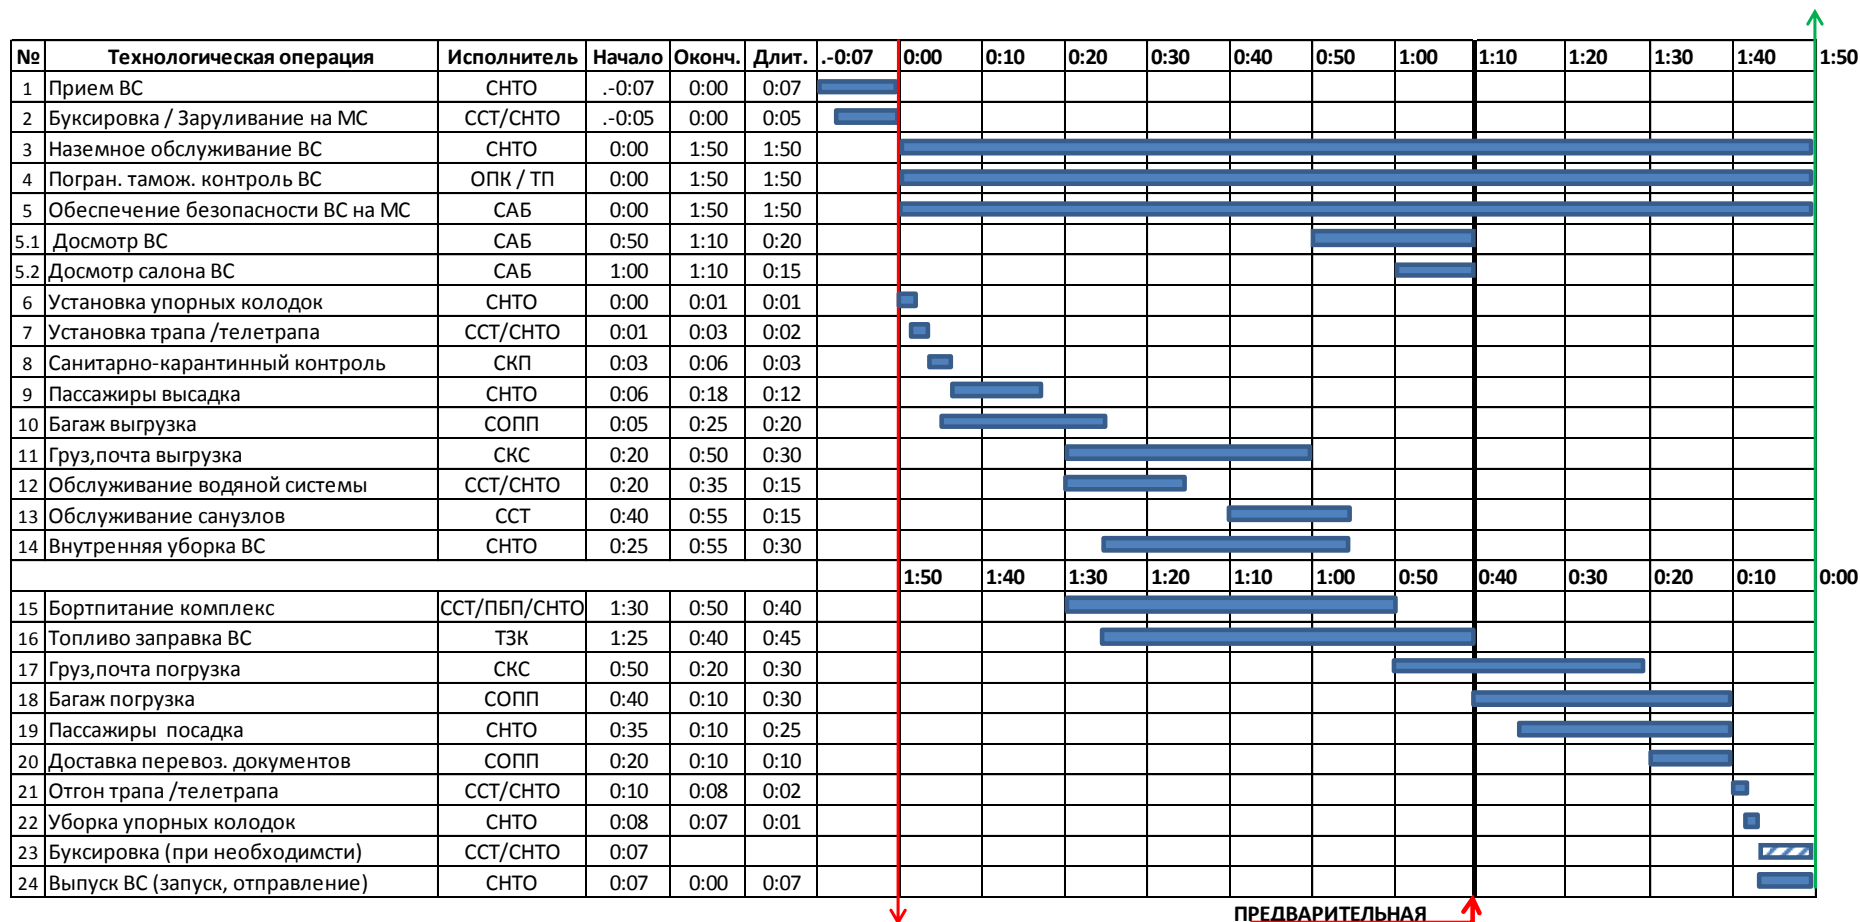 № Технологическая операция Исполнитель Начало Оконч. Длит. .-0:07 0:00 0:10 0:20 0:30 0:40 0:50 1:00 1:10 1:20 1:30 1:40 1:50
1 Прием ВС СНТО .-0:07 0:00 0:07
2 Буксировка / Заруливание на МС ССТ/СНТО .-0:05 0:00 0:05
3 Наземное обслуживание ВС СНТО 0:00 1:50 1:50
4 Погран. тамож. контроль ВС ОПК / ТП 0:00 1:50 1:50
5 Обеспечение безопасности ВС на МС САБ 0:00 1:50 1:50
5.1 Досмотр ВС САБ 0:50 1:10 0:20
5.2 Досмотр салона ВС САБ 1:00 1:10 0:15
6 Установка упорных колодок СНТО 0:00 0:01 0:01
7 Установка трапа /телетрапа ССТ/СНТО 0:01 0:03 0:02
8 Санитарно-карантинный контроль СКП 0:03 0:06 0:03
9 Пассажиры высадка СНТО 0:06 0:18 0:12
10 Багаж выгрузка СОПП 0:05 0:25 0:20
11 Груз,почта выгрузка СКС 0:20 0:50 0:30
12 Обслуживание водяной системы ССТ/СНТО 0:20 0:35 0:15
13 Обслуживание санузлов ССТ 0:40 0:55 0:15
14 Внутренняя уборка ВС СНТО 0:25 0:55 0:30
1:50 1:40 1:30 1:20 1:10 1:00 0:50 0:40 0:30 0:20 0:10 0:00
15 Бортпитание комплекс ССТ/ПБП/СНТО 1:30 0:50 0:40
16 Топливо заправка ВС ТЗК 1:25 0:40 0:45
17 Груз,почта погрузка СКС 0:50 0:20 0:30
18 Багаж погрузка СОПП 0:40 0:10 0:30
19 Пассажиры посадка СНТО 0:35 0:10 0:25
20 Доставка перевоз. документов СОПП 0:20 0:10 0:10
21 Отгон трапа /телетрапа ССТ/СНТО 0:10 0:08 0:02
22 Уборка упорных колодок СНТО 0:08 0:07 0:01
23 Буксировка (при необходимсти) ССТ/СНТО 0:07
24 Выпуск ВС (запуск, отправление) СНТО 0:07 0:00 0:07
ПРЕДВАРИТЕЛЬНАЯ